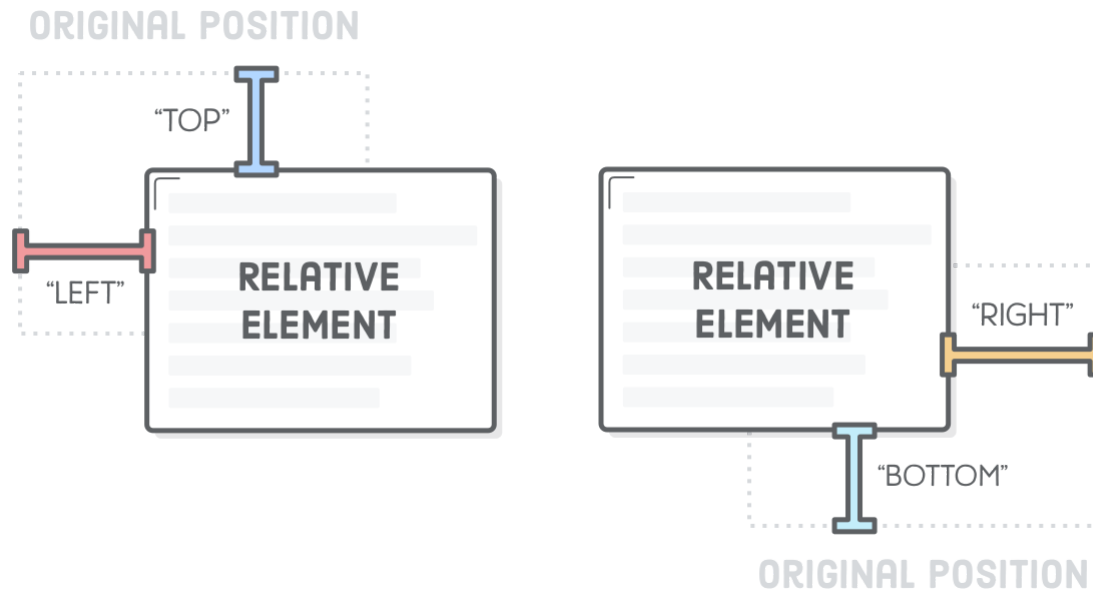 ORIGINAL POSITION
“TOP”
“LEFT”
RELATIVE
ELEMENT
RELATIVE
ELEMENT
“RIGHT”
“BOTTOM”
ORIGINAL POSITION